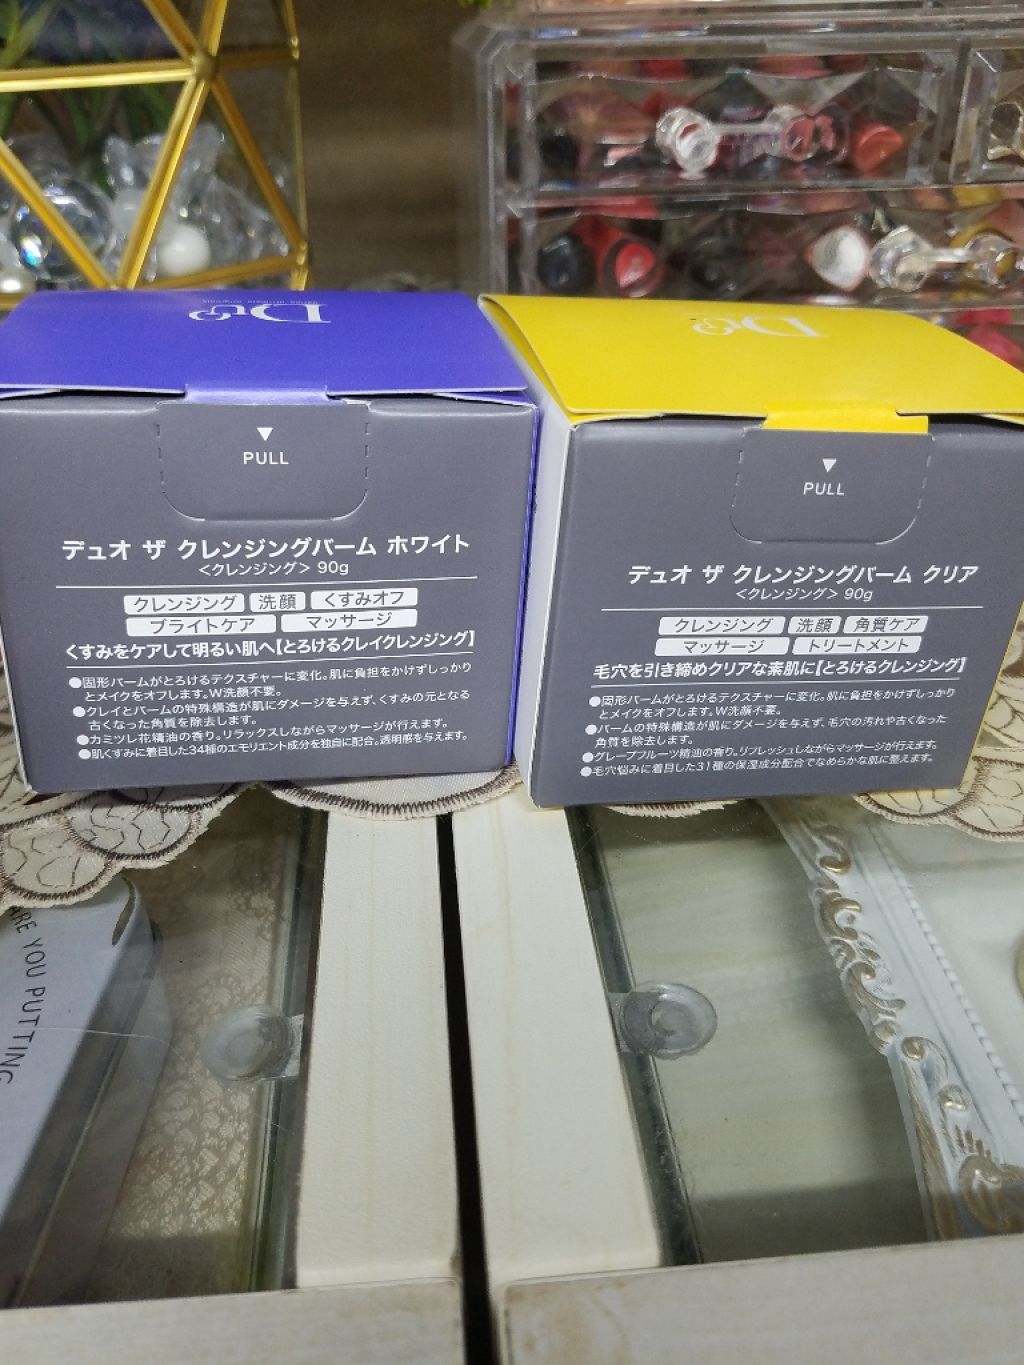 Duo
PULL
デュオ ザ クレンジングバーム ホワイト
<クレンジング> 90g
クレンジング 洗顔 くすみオフ
ブライトケア マッサージ
くすみをケアして明るい肌へ【とろけるクレイクレンジング】
●固形バームがとろけるテクスチャーに変化。肌に負担をかけずしっかり
とメイクをオフします。W洗顔不要。
●クレイとバームの特殊構造が肌にダメージを与えず、くすみの元となる
古くなった角質を除去します。
●カミツレ花精油の香り。リラックスしながらマッサージが行えます。
●肌くすみに着目した34種のエモリエント成分を独自に配合。透明感を与えます。
Duo
PULL
デュオ ザ クレンジングバーム クリア
<クレンジング> 90g
クレンジング 洗顔 角質ケア
マッサージ トリートメント
毛穴を引き締めクリアな素肌に【とろけるクレンジング】
●固形バームがとろけるテクスチャーに変化。肌に負担をかけずしっかり
とメイクをオフします。W洗顔不要。
●バームの特殊構造が肌にダメージを与えず、毛穴の汚れや古くなった
角質を除去します。
●グレープフルーツ精油の香り。リフレッシュしながらマッサージが行えます。
●毛穴悩みに着目した31種の保湿成分配合でなめらかな肌に整えます。
ARE YOU PUTTING